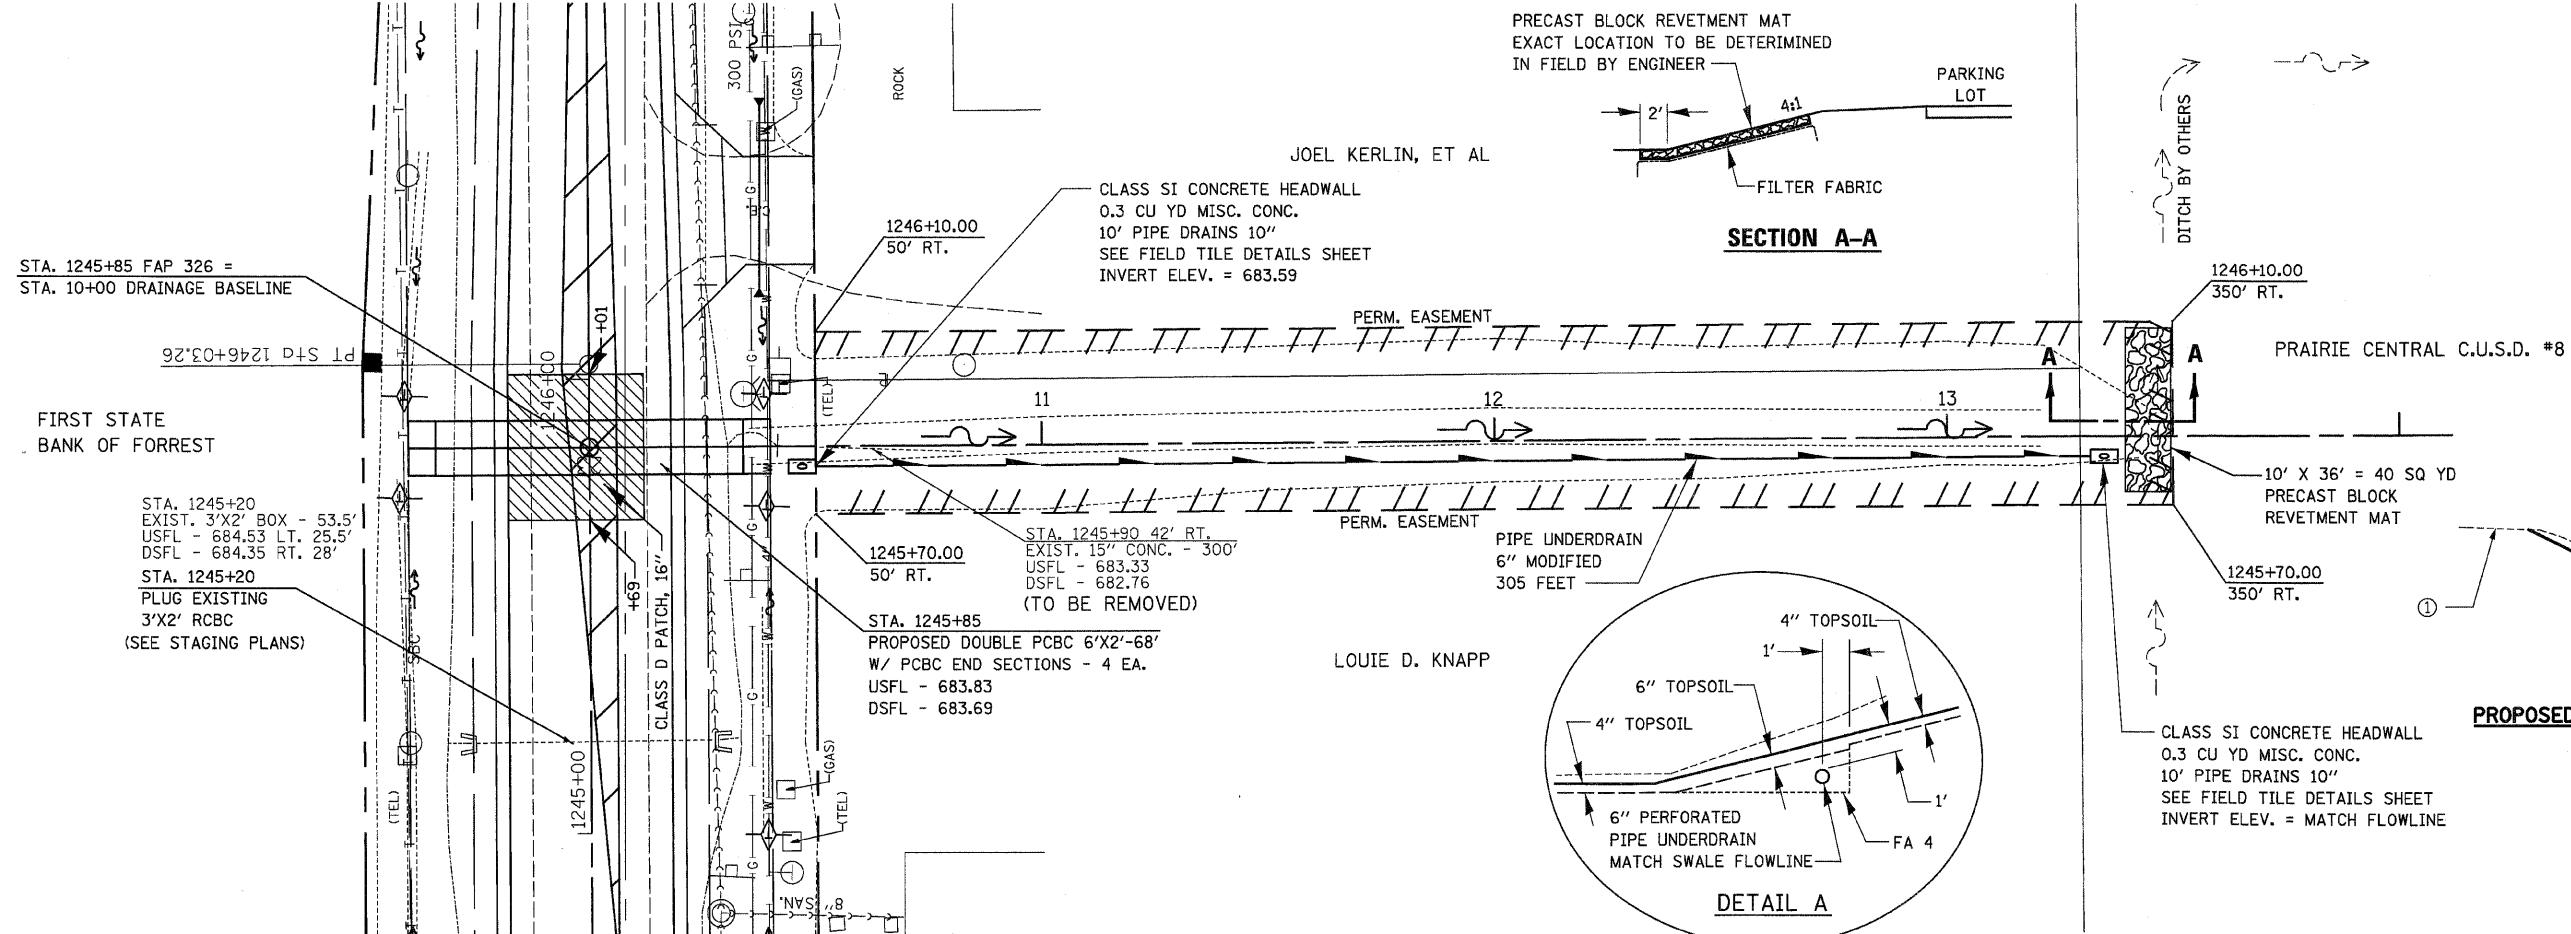 PRECAST BLOCK REVETMENT MAT
EXACT LOCATION TO BE DETERIMINED
IN FIELD BY ENGINEER
PARKING
LOT
4:1
2'
FILTER FABRIC
SECTION A-A
300 PSI
(GAS)
ROCK
C.E.
JOEL KERLIN, ET AL
CLASS SI CONCRETE HEADWALL
0.3 CU YD MISC. CONC.
10' PIPE DRAINS 10"
SEE FIELD TILE DETAILS SHEET
INVERT ELEV. = 683.59
1246+10.00
50' RT.
DITCH BY OTHERS
1246+10.00
350' RT.
STA. 1245+85 FAP 326 =
STA. 10+00 DRAINAGE BASELINE
PT Sta 1246+03.26
+01
1246+00
PERM. EASEMENT
A
A
PRAIRIE CENTRAL C.U.S.D. #8
FIRST STATE
BANK OF FORREST
(TEL)
P
11
12
13
10' X 36' = 40 SQ YD
PRECAST BLOCK
REVETMENT MAT
STA. 1245+20
EXIST. 3'X2' BOX - 53.5'
USFL - 684.53 LT. 25.5'
DSFL - 684.35 RT. 28'
STA. 1245+20
PLUG EXISTING
3'X2' RCBC
(SEE STAGING PLANS)
+69
CLASS D PATCH, 16"
SBC
4"
1245+70.00
50' RT.
STA. 1245+90 42' RT.
EXIST. 15" CONC. - 300'
USFL - 683.33
DSFL - 682.76
(TO BE REMOVED)
PERM. EASEMENT
PIPE UNDERDRAIN
6" MODIFIED
305 FEET
1245+70.00
350' RT.
1
STA. 1245+85
PROPOSED DOUBLE PCBC 6'X2'-68'
W/ PCBC END SECTIONS - 4 EA.
USFL - 683.83
DSFL - 683.69
LOUIE D. KNAPP
4" TOPSOIL
1'
6" TOPSOIL
4" TOPSOIL
1'
6" PERFORATED
PIPE UNDERDRAIN
MATCH SWALE FLOWLINE
FA 4
DETAIL A
PROPOSED
CLASS SI CONCRETE HEADWALL
0.3 CU YD MISC. CONC.
10' PIPE DRAINS 10"
SEE FIELD TILE DETAILS SHEET
INVERT ELEV. = MATCH FLOWLINE
1245+00
(TEL)
(GAS)
(TEL)
8" SAN.